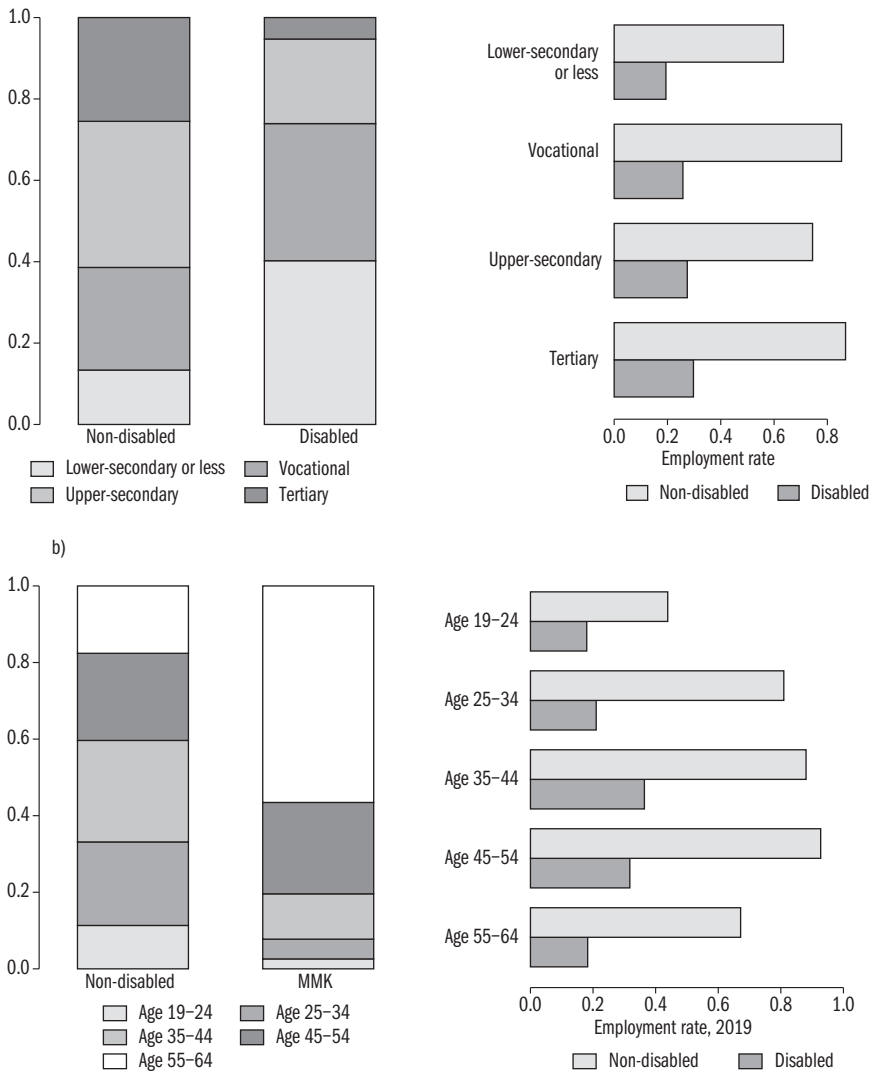 1.0
0.8
0.6
0.4
0.2
0.0
Non-disabled
Disabled
Lower-secondary or less
Vocational
Upper-secondary
Tertiary
Lower-secondary
or less
Vocational
Upper-secondary
Tertiary
0.0 0.2 0.4 0.6 0.8
Employment rate
Non-disabled
Disabled
b)
1.0
0.8
0.6
0.4
0.2
0.0
Non-disabled
MMK
Age 19–24
Age 25–34
Age 35–44
Age 45–54
Age 55–64
Age 19–24
Age 25–34
Age 35–44
Age 45–54
Age 55–64
0.0 0.2 0.4 0.6 0.8 1.0
Employment rate, 2019
Non-disabled
Disabled